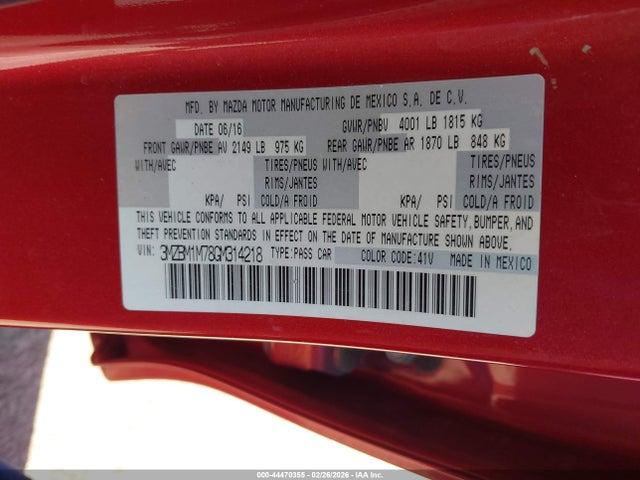 MFD. BY MAZDA MOTOR MANUFACTURING DE MEXICO S.A. DE C.V.
DATE 06/16 GVWR/PNBV 4001 LB 1815 KG
FRONT GAWR/PNBE AV 2149 LB 975 KG REAR GAWR/PNBE AR 1870 LB 848 KG
WITH/AVEC TIRES/PNEUS WITH/AVEC TIRES/PNEUS
RIMS/JANTES RIMS/JANTES
KPA/ PSI COLD/A FROID KPA/ PSI COLD/A FROID
THIS VEHICLE CONFORMS TO ALL APPLICABLE FEDERAL MOTOR VEHICLE SAFETY, BUMPER, AND
THEFT PREVENTION STANDARDS IN EFFECT ON THE DATE OF MANUFACTURE SHOWN ABOVE.
VIN: 3MZBM1M78GM314218 TYPE:PASS CAR COLOR CODE:41V MADE IN MEXICO
000-44470355 - 02/26/2026 - IAA Inc.